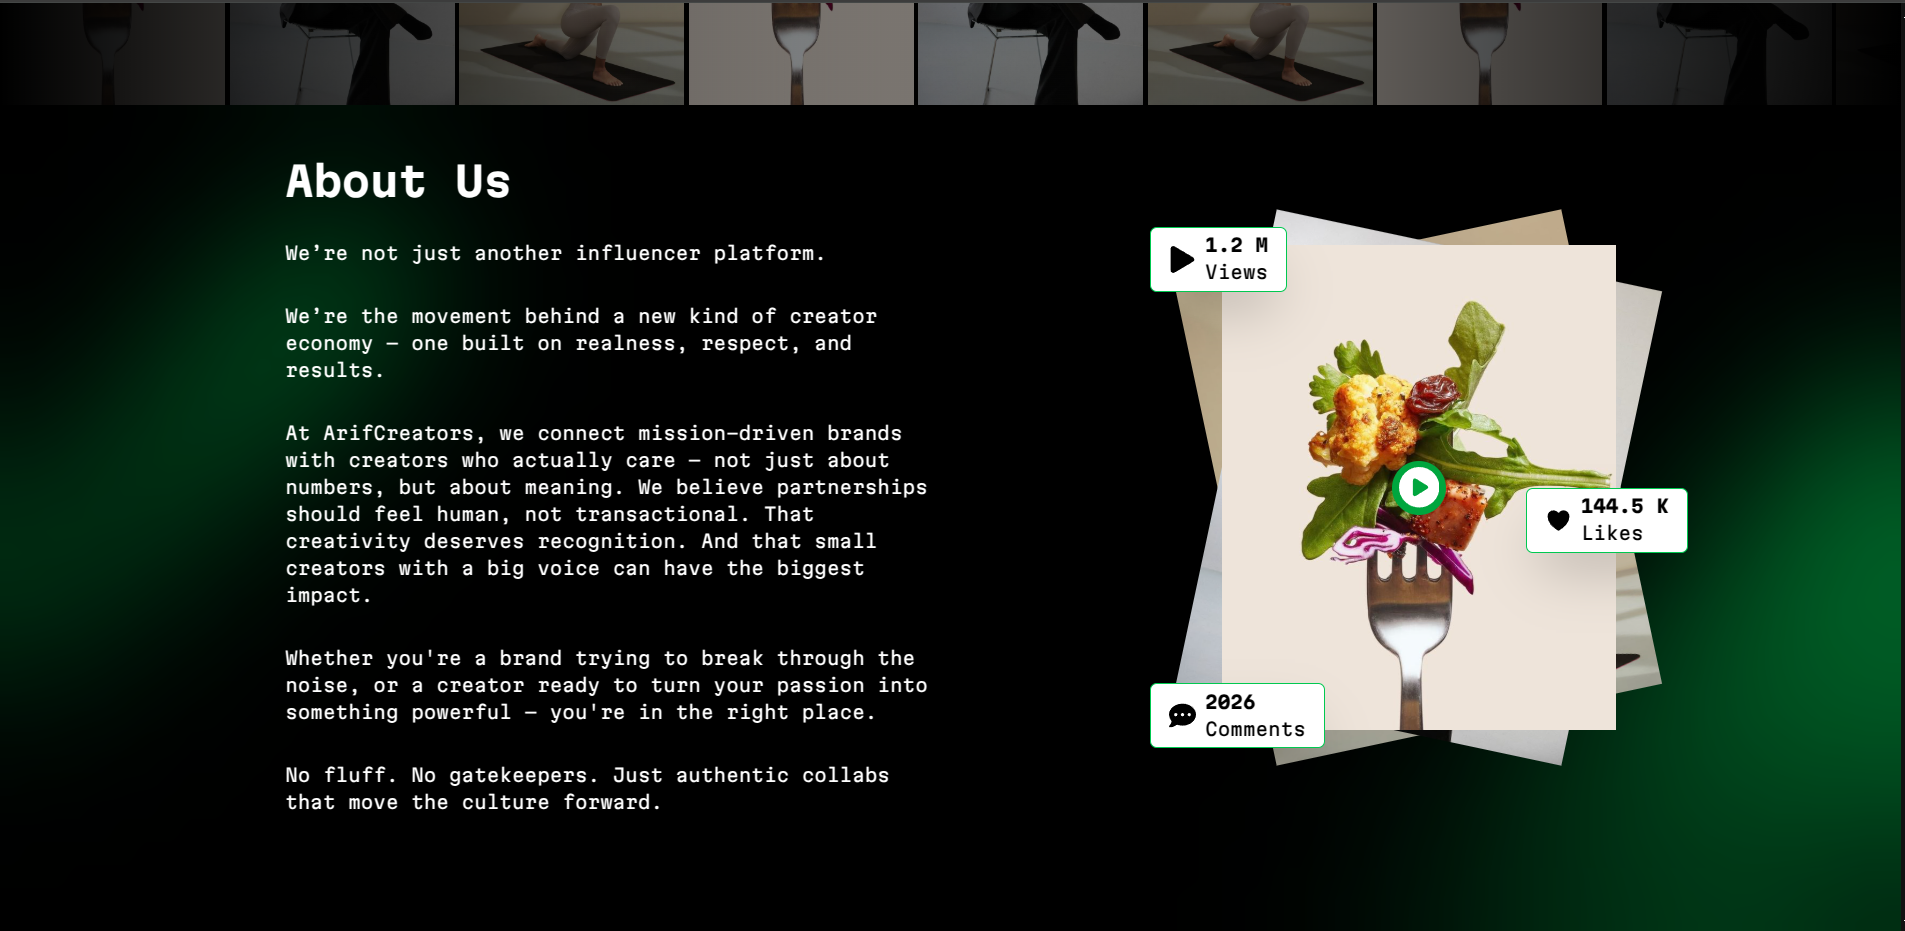 About Us
We’re not just another influencer platform.
We’re the movement behind a new kind of creator
economy – one built on realness, respect, and
results.
At ArifCreators, we connect mission-driven brands
with creators who actually care – not just about
numbers, but about meaning. We believe partnerships
should feel human, not transactional. That
creativity deserves recognition. And that small
creators with a big voice can have the biggest
impact.
Whether you're a brand trying to break through the
noise, or a creator ready to turn your passion into
something powerful – you're in the right place.
No fluff. No gatekeepers. Just authentic collabs
that move the culture forward.
1.2 M
Views
144.5 K
Likes
2026
Comments